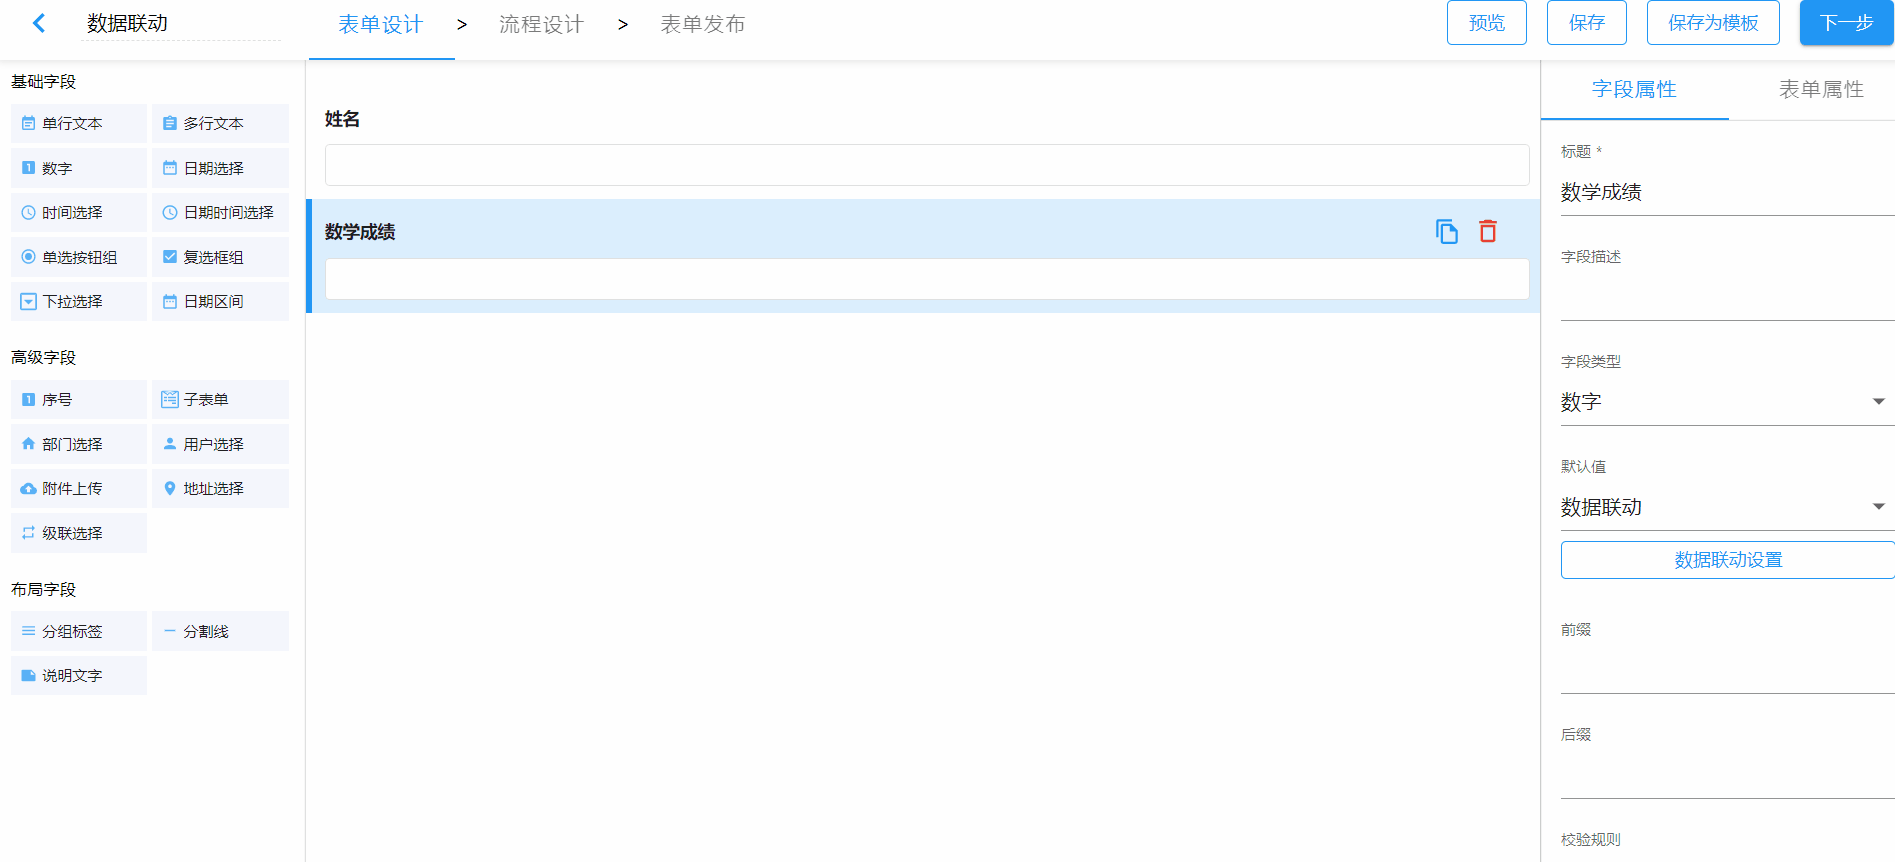 数据联动
表单设计 > 流程设计 > 表单发布
预览 保存 保存为模板 下一步
基础字段
单行文本 多行文本
数字 日期选择
时间选择 日期时间选择
单选按钮组 复选框组
下拉选择 日期区间
高级字段
序号 子表单
部门选择 用户选择
附件上传 地址选择
级联选择
布局字段
分组标签 分割线
说明文字
姓名
数学成绩
字段属性 表单属性
标题 *
数学成绩
字段描述
字段类型
数字
默认值
数据联动
数据联动设置
前缀
后缀
校验规则